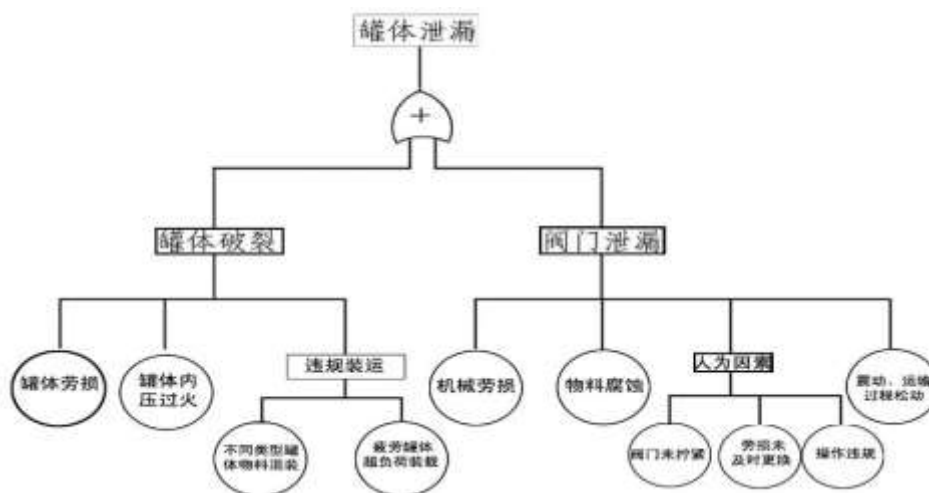 罐体泄漏
+
罐体破裂
阀门泄漏
罐体劳损
罐体内
压过火
违规装运
机械劳损
物料腐蚀
人为因素
震动、运输
过程松动
不同类型罐
体物料混装
疲劳罐体
超负荷装载
阀门未拧紧
劳损未
及时更换
操作违规